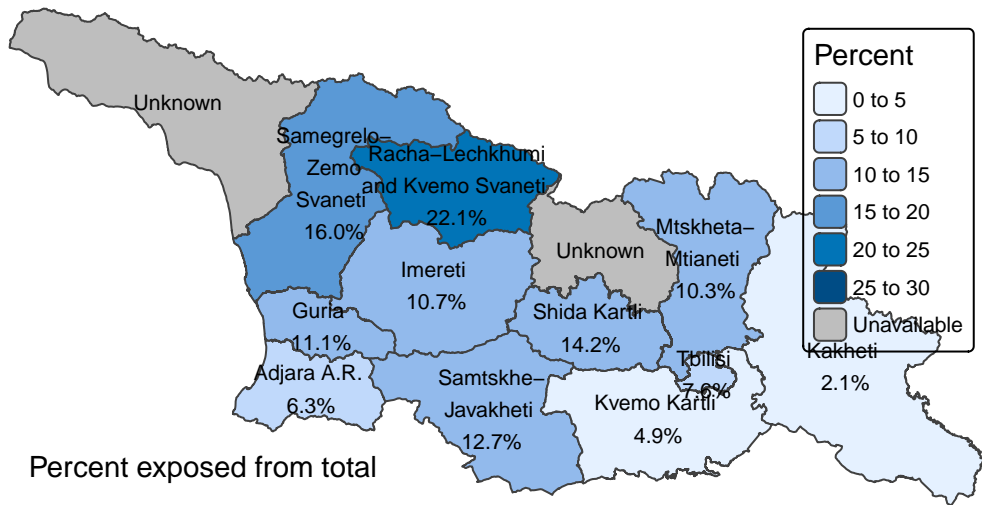 Unknown
Samegrelo–
Zemo
Svaneti
16.0%
Racha–Lechkhumi
and Kvemo Svaneti
22.1%
Unknown
Mtskheta–
Mtianeti
10.3%
Imereti
10.7%
Guria
11.1%
Shida Kartli
14.2%
Tbilisi
7.6%
Adjara A.R.
6.3%
Samtskhe–
Javakheti
12.7%
Kvemo Kartli
4.9%
Kakheti
2.1%
Percent
0 to 5
5 to 10
10 to 15
15 to 20
20 to 25
25 to 30
Unavailable
Percent exposed from total